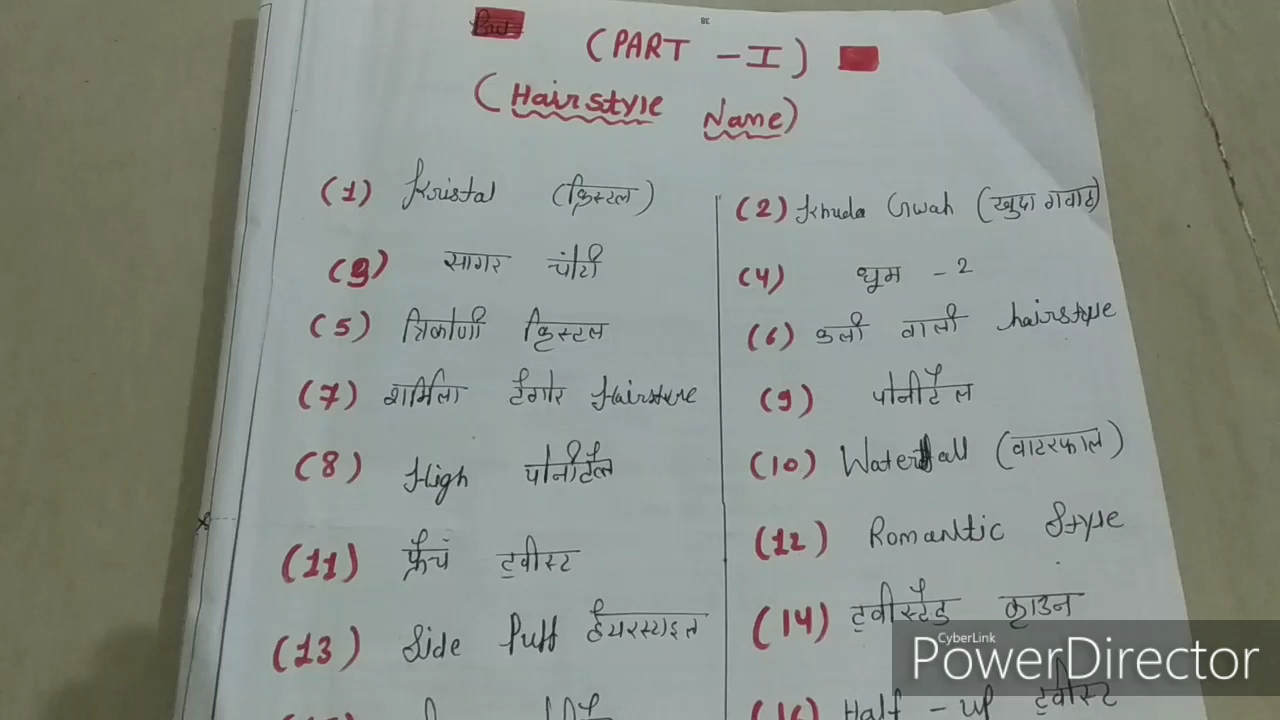 38
(PART - I)
(Hairstyle Name)
(1) Kristal (क्रिस्टल)
(2) Khuda Gwah (खुदा गवाह)
(3) सागर चोटी
(4) धूम - 2
(5) त्रिकोणी क्रिस्टल
(6) कली वाली hairstyle
(7) शर्मिला टैगोर Hairstyle
(9) पोनीटैल
(8) High पोनीटैल
(10) Waterfall (वाटरफाल)
(11) फ्रैंच ट्वीस्ट
(12) Romantic Style
(13) Side Puff हैयरस्टाइल
(14) ट्वीस्टैड क्राउन
(16) Half - up ट्वीस्ट
CyberLink
PowerDirector